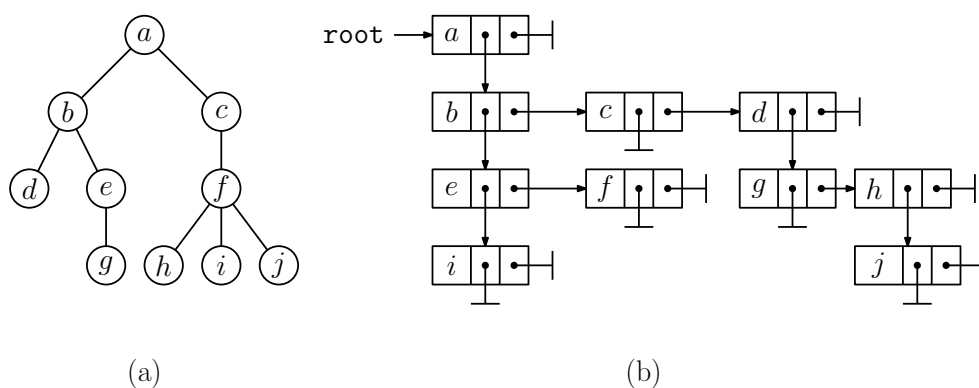 a
b c
d e f
g h i j
(a)
root a
b c d
e f g h
i j
(b)